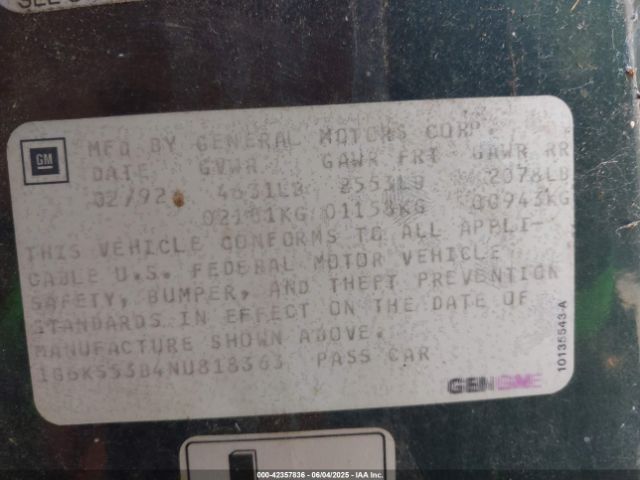 GM
MFD BY GENERAL MOTORS CORP.
DATE GVWR GAWR FRT GAWR RR
02/92 4631LB 2553LB 2078LB
02101KG 01158KG 00943KG
THIS VEHICLE CONFORMS TO ALL APPLI-
CABLE U.S. FEDERAL MOTOR VEHICLE
SAFETY, BUMPER, AND THEFT PREVENTION
STANDARDS IN EFFECT ON THE DATE OF
MANUFACTURE SHOWN ABOVE.
1G6KS53B4NU818363 PASS CAR
10135543-A
000-42357836 | 06/04/2025 | IAA Inc.